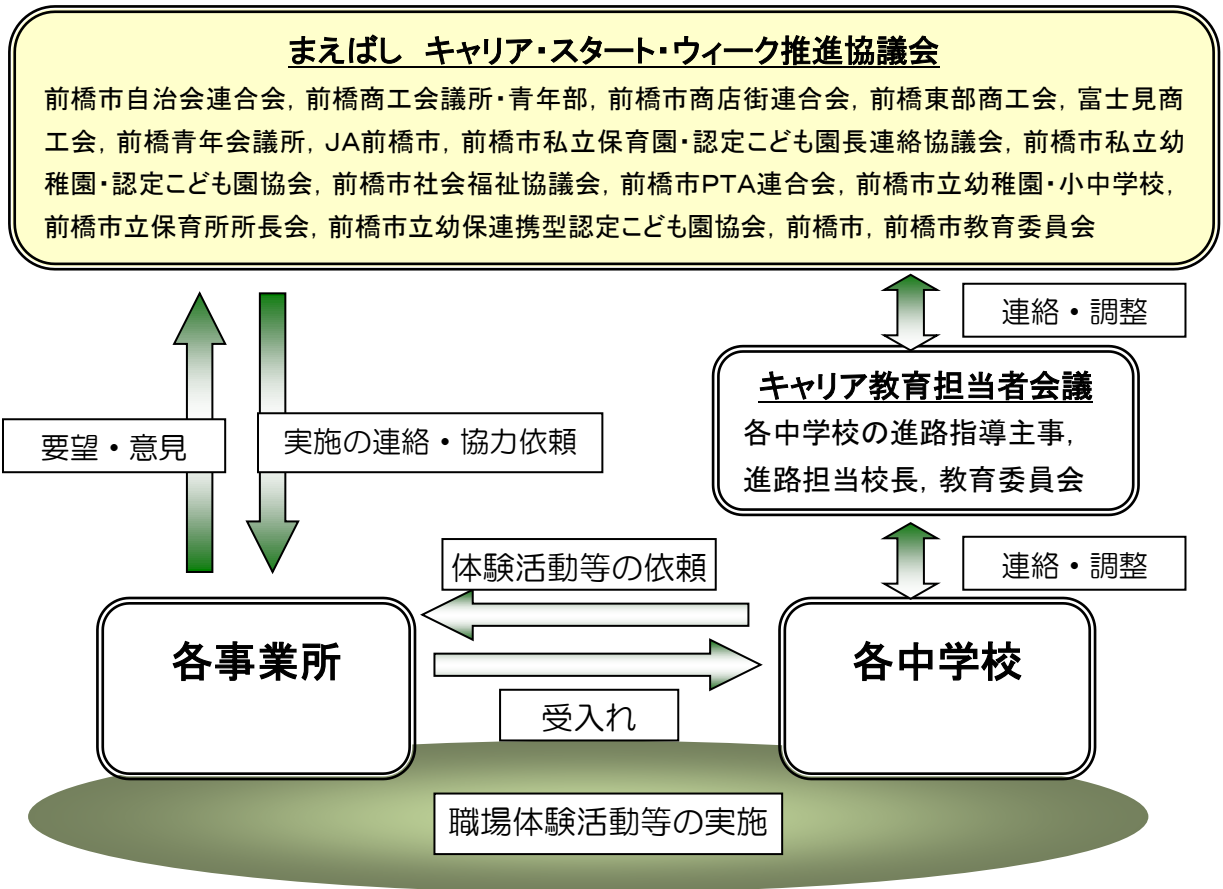 まえばし　キャリア・スタート・ウィーク推進協議会
前橋市自治会連合会, 前橋商工会議所・青年部, 前橋市商店街連合会, 前橋東部商工会, 富士見商
工会, 前橋青年会議所, JA前橋市, 前橋市私立保育園・認定こども園長連絡協議会, 前橋市私立幼
稚園・認定こども園協会, 前橋市社会福祉協議会, 前橋市PTA連合会, 前橋市立幼稚園・小中学校,
前橋市立保育所所長会, 前橋市立幼保連携型認定こども園協会, 前橋市, 前橋市教育委員会
連絡・調整
キャリア教育担当者会議
各中学校の進路指導主事,
進路担当校長, 教育委員会
要望・意見
実施の連絡・協力依頼
連絡・調整
体験活動等の依頼
各事業所
各中学校
受入れ
職場体験活動等の実施